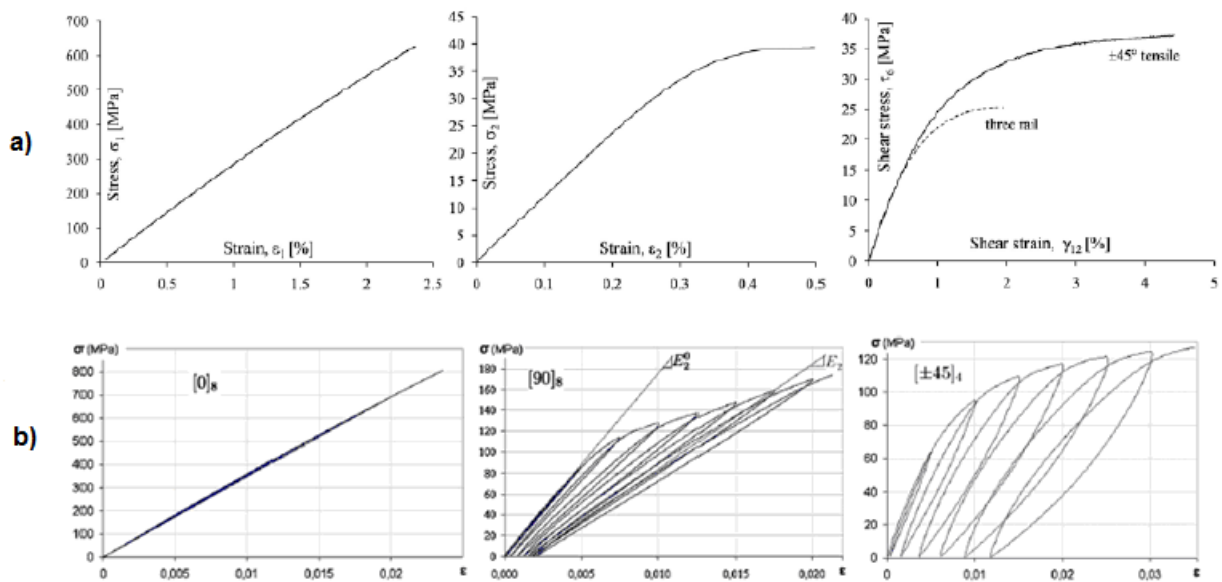 a)
700
600
500
400
300
200
100
0
Stress, σ₁ [MPa]
Strain, ε₁ [%]
0 0.5 1 1.5 2 2.5
45
40
35
30
25
20
15
10
5
0
Stress, σ₂ [MPa]
Strain, ε₂ [%]
0 0.1 0.2 0.3 0.4 0.5
40
35
30
25
20
15
10
5
0
Shear stress, τ₆ [MPa]
±45° tensile
three rail
Shear strain, γ₁₂ [%]
0 1 2 3 4 5
b)
σ (MPa)
[0]₈
800
700
600
500
400
300
200
100
0
0 0,005 0,01 0,015 0,02 ε
σ (MPa)
[90]₈
E₂⁰
E₂
180
160
140
120
100
80
60
40
20
0
0,000 0,005 0,010 0,015 0,020 ε
σ (MPa)
[±45]₄
120
100
80
60
40
20
0
0 0,01 0,02 0,03 ε